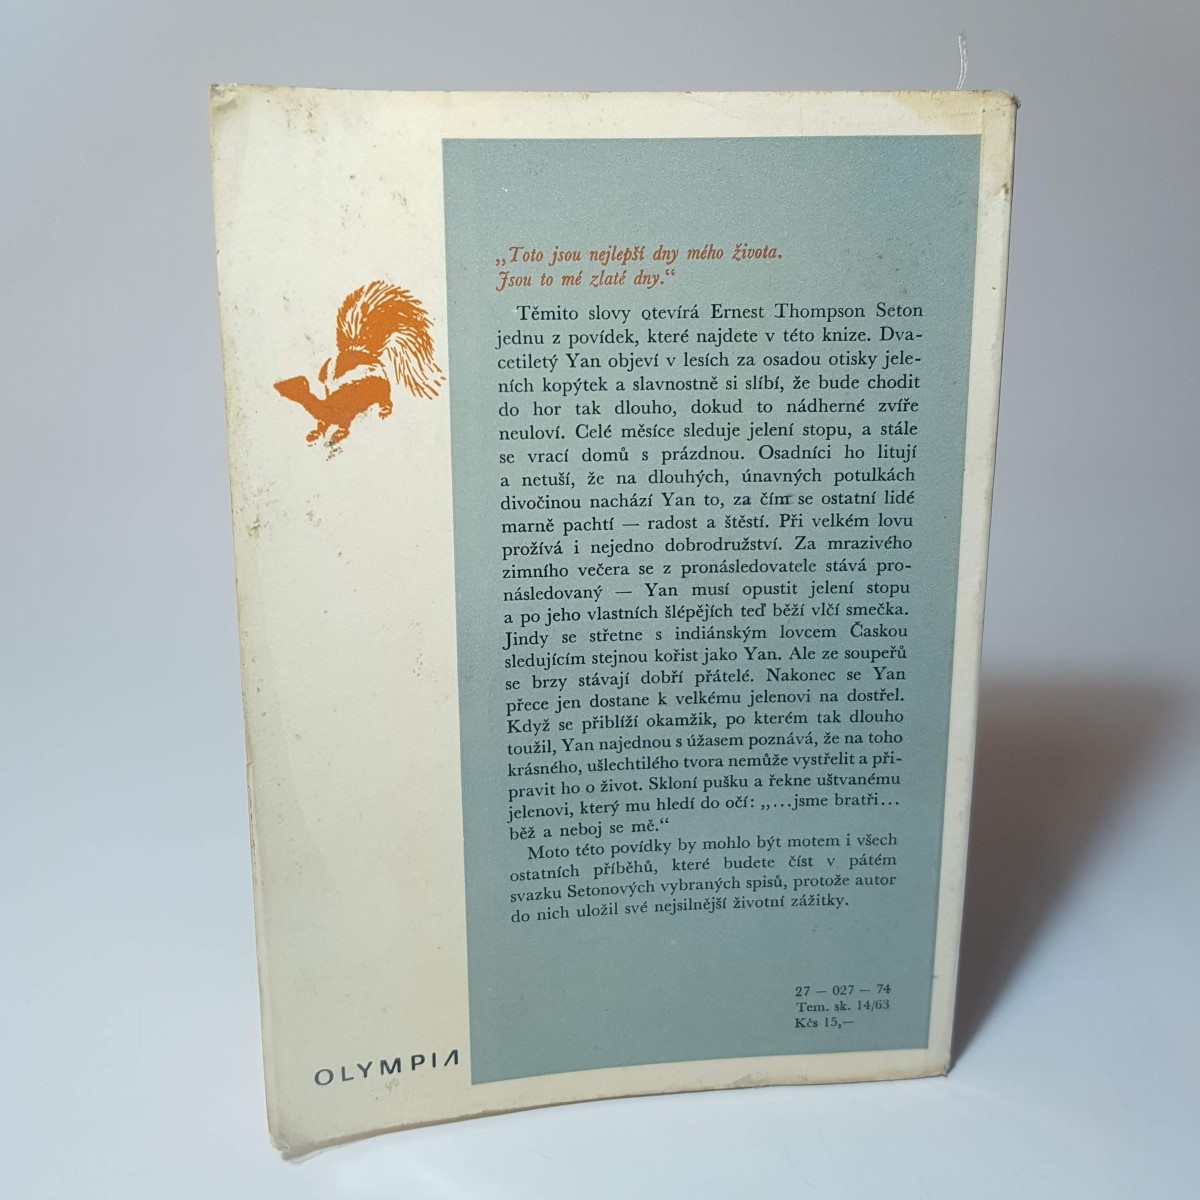 „Toto jsou nejlepší dny mého života.
Jsou to mé zlaté dny.“
Těmito slovy otevírá Ernest Thompson Seton
jednu z povídek, které najdete v této knize. Dva-
cetiletý Yan objeví v lesích za osadou otisky jele-
ních kopýtek a slavnostně si slíbí, že bude chodit
do hor tak dlouho, dokud to nádherné zvíře
neuloví. Celé měsíce sleduje jelení stopu, a stále
se vrací domů s prázdnou. Osadníci ho litují
a netuší, že na dlouhých, únavných potulkách
divočinou nachází Yan to, za čím se ostatní lidé
marně pachtí — radost a štěstí. Při velkém lovu
prožívá i nejedno dobrodružství. Za mrazivého
zimního večera se z pronásledovatele stává pro-
následovaný — Yan musí opustit jelení stopu
a po jeho vlastních šlépějích teď běží vlčí smečka.
Jindy se střetne s indiánským lovcem Časkou
sledujícím stejnou kořist jako Yan. Ale ze soupeřů
se brzy stávají dobří přátelé. Nakonec se Yan
přece jen dostane k velkému jelenovi na dostřel.
Když se přiblíží okamžik, po kterém tak dlouho
toužil, Yan najednou s úžasem poznává, že na toho
krásného, ušlechtilého tvora nemůže vystřelit a při-
pravit ho o život. Skloní pušku a řekne uštvanému
jelenovi, který mu hledí do očí: „...jsme bratři...
běž a neboj se mě.“
Moto této povídky by mohlo být motem i všech
ostatních příběhů, které budete číst v pátém
svazku Setonových vybraných spisů, protože autor
do nich uložil své nejsilnější životní zážitky.
27 — 027 — 74
Tem. sk. 14/63
Kčs 15,—
OLYMPIA